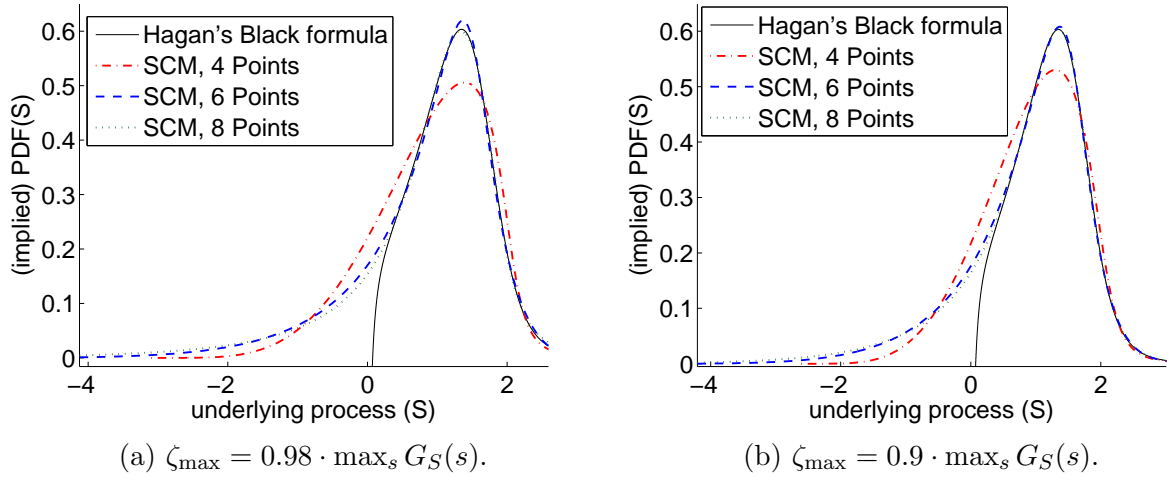 0.6
0.5
0.4
0.3
0.2
0.1
0
(implied) PDF(S)
Hagan's Black formula
SCM, 4 Points
SCM, 6 Points
SCM, 8 Points
−4 −2 0 2
underlying process (S)
(a) ζmax = 0.98 · maxₛ G_S(s).
0.6
0.5
0.4
0.3
0.2
0.1
0
(implied) PDF(S)
Hagan's Black formula
SCM, 4 Points
SCM, 6 Points
SCM, 8 Points
−4 −2 0 2
underlying process (S)
(b) ζmax = 0.9 · maxₛ G_S(s).